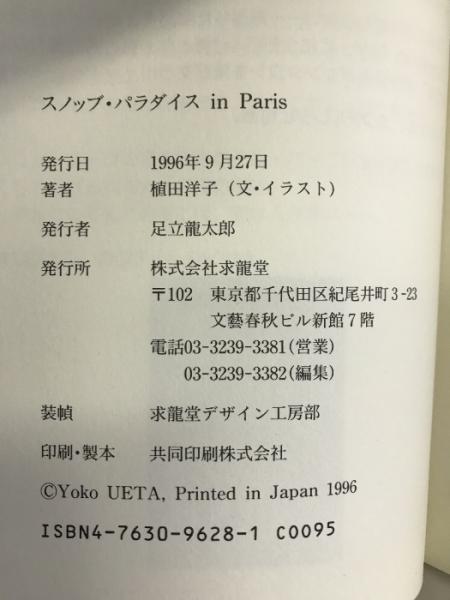 スノッブ・パラダイス in Paris
発行日 1996年9月27日
著者 植田洋子(文・イラスト)
発行者 足立龍太郎
発行所 株式会社求龍堂
〒102 東京都千代田区紀尾井町3-23
文藝春秋ビル新館7階
電話03-3239-3381(営業)
03-3239-3382(編集)
装幀 求龍堂デザイン工房部
印刷・製本 共同印刷株式会社
©Yoko UETA, Printed in Japan 1996
ISBN4-7630-9628-1 C0095